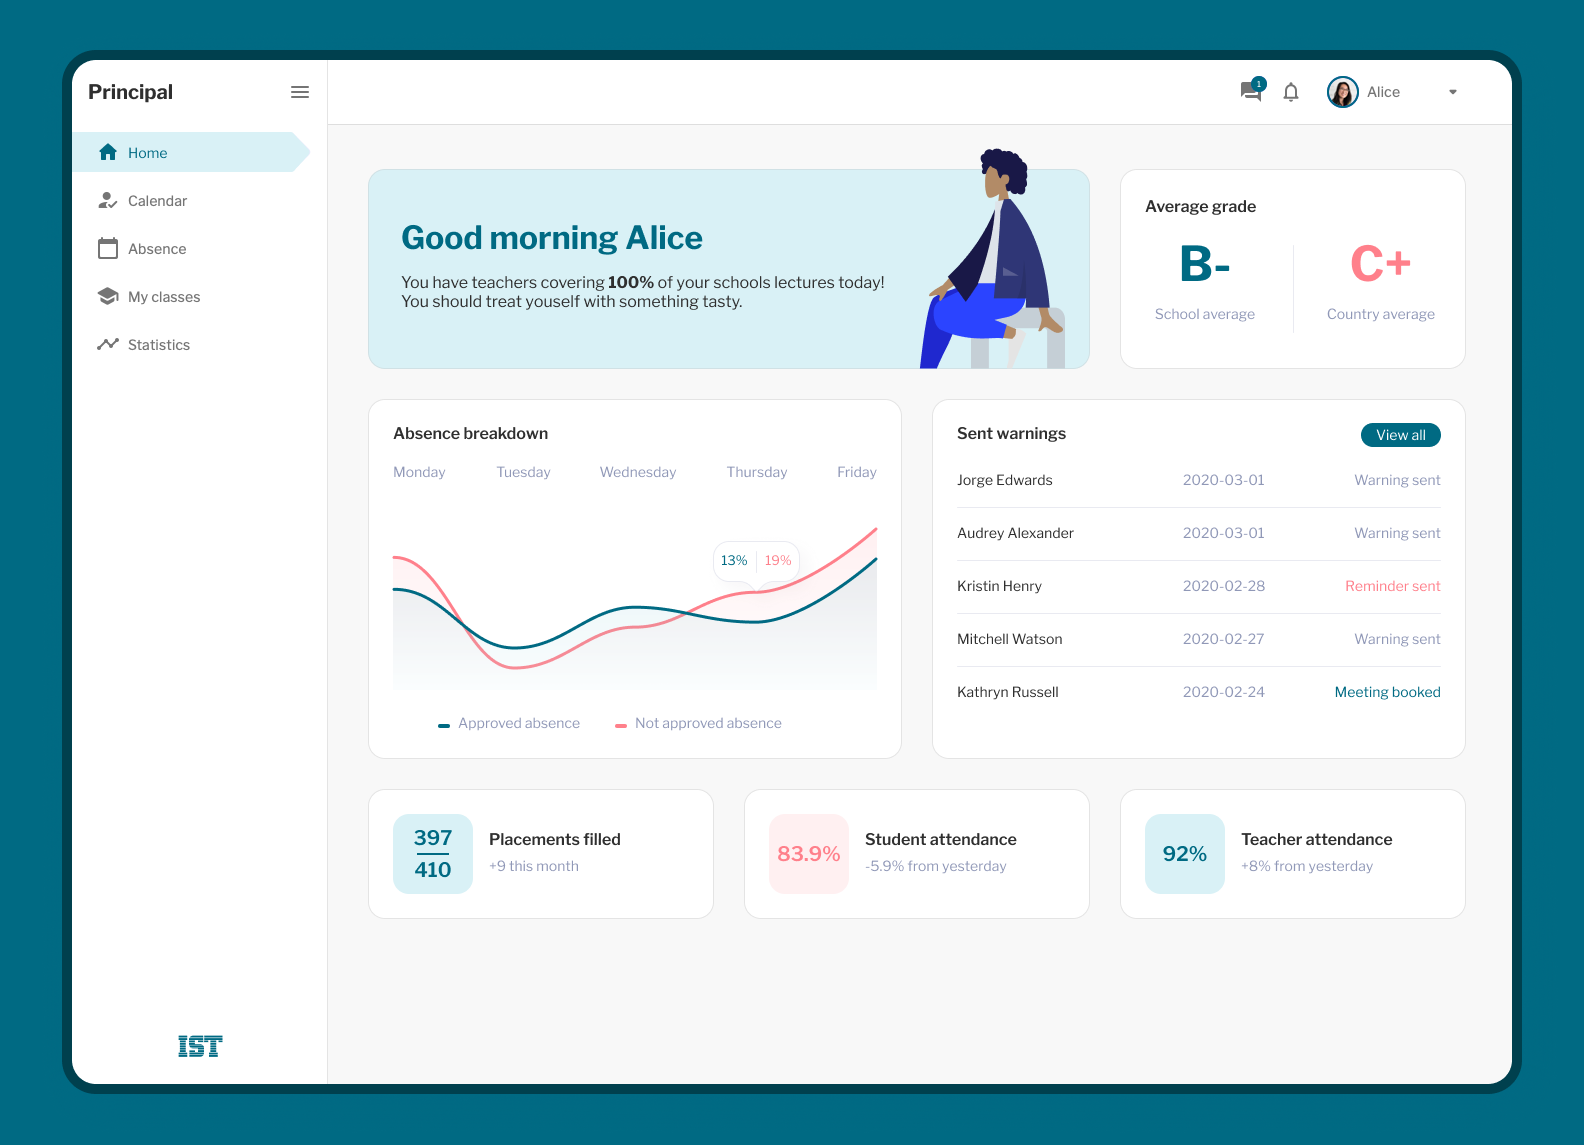 Principal
1
Alice
Home
Calendar
Absence
My classes
Statistics
IST
Good morning Alice
You have teachers covering 100% of your schools lectures today!
You should treat youself with something tasty.
Average grade
B-
School average
C+
Country average
Absence breakdown
Monday Tuesday Wednesday Thursday Friday
13% 19%
Approved absence Not approved absence
Sent warnings View all
Jorge Edwards 2020-03-01 Warning sent
Audrey Alexander 2020-03-01 Warning sent
Kristin Henry 2020-02-28 Reminder sent
Mitchell Watson 2020-02-27 Warning sent
Kathryn Russell 2020-02-24 Meeting booked
397
410
Placements filled
+9 this month
83.9%
Student attendance
-5.9% from yesterday
92%
Teacher attendance
+8% from yesterday